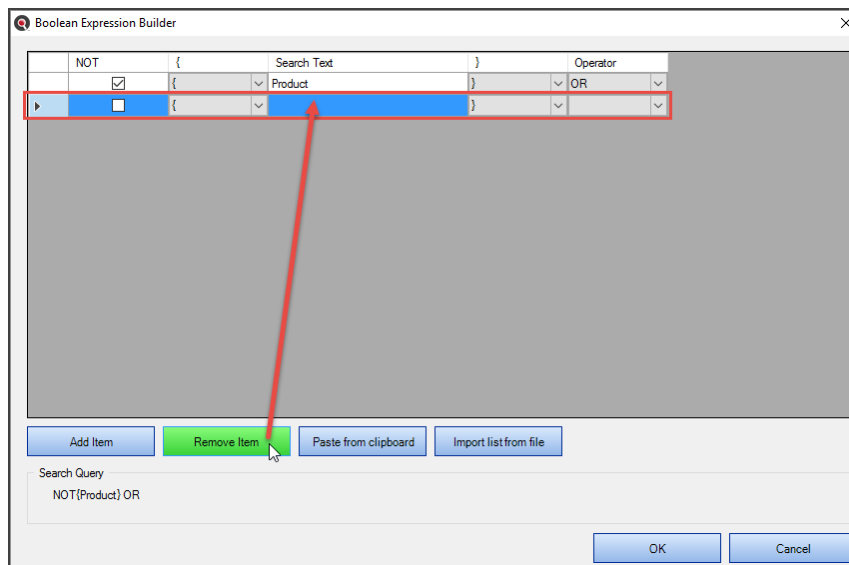 Boolean Expression Builder
NOT { Search Text } Operator
{ Product } OR
{ }
Add Item Remove Item Paste from clipboard Import list from file
Search Query
NOT{Product} OR
OK Cancel